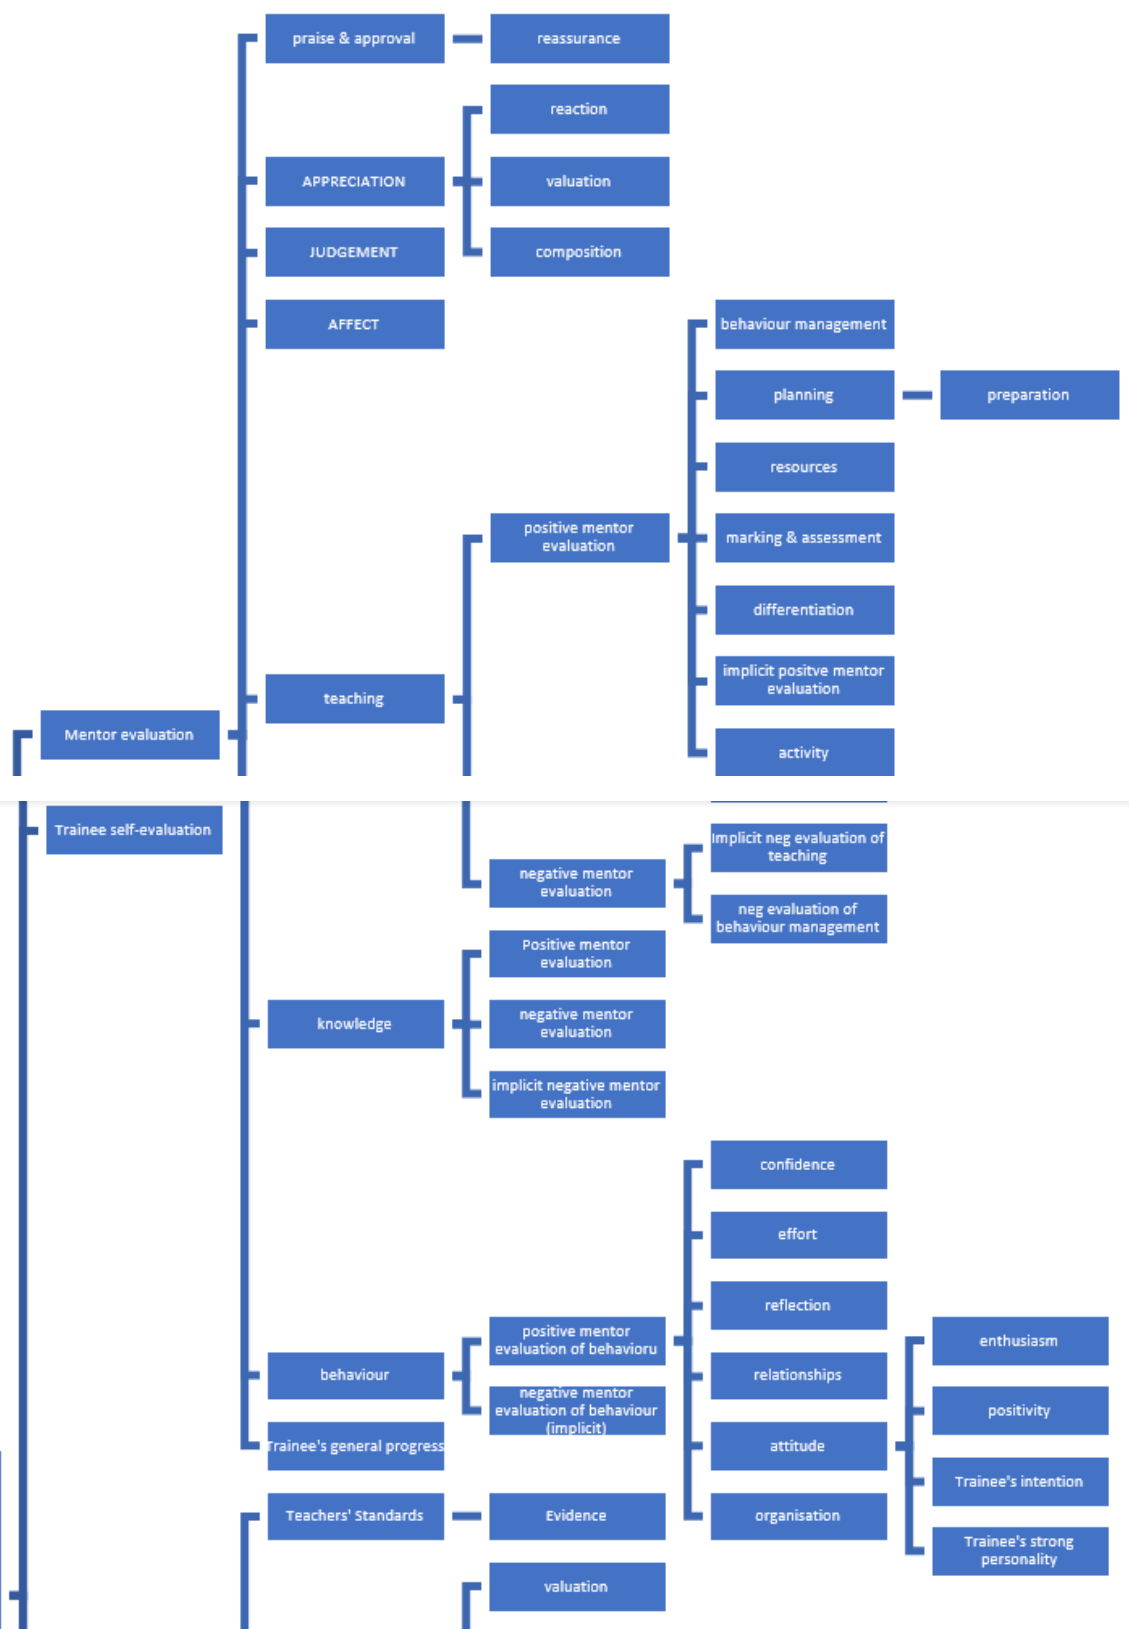 praise & approval
reassurance
reaction
APPRECIATION
valuation
JUDGEMENT
composition
AFFECT
behaviour management
planning
preparation
resources
positive mentor
evaluation
marking & assessment
differentiation
implicit positve mentor
evaluation
teaching
Mentor evaluation
activity
Trainee self-evaluation
Implicit neg evaluation of
teaching
negative mentor
evaluation
neg evaluation of
behaviour management
Positive mentor
evaluation
knowledge
negative mentor
evaluation
implicit negative mentor
evaluation
confidence
effort
reflection
positive mentor
evaluation of behavioru
enthusiasm
behaviour
relationships
negative mentor
evaluation of behaviour
(implicit)
positivity
Trainee's general progress
attitude
Trainee's intention
Teachers' Standards
Evidence
organisation
Trainee's strong
personality
valuation